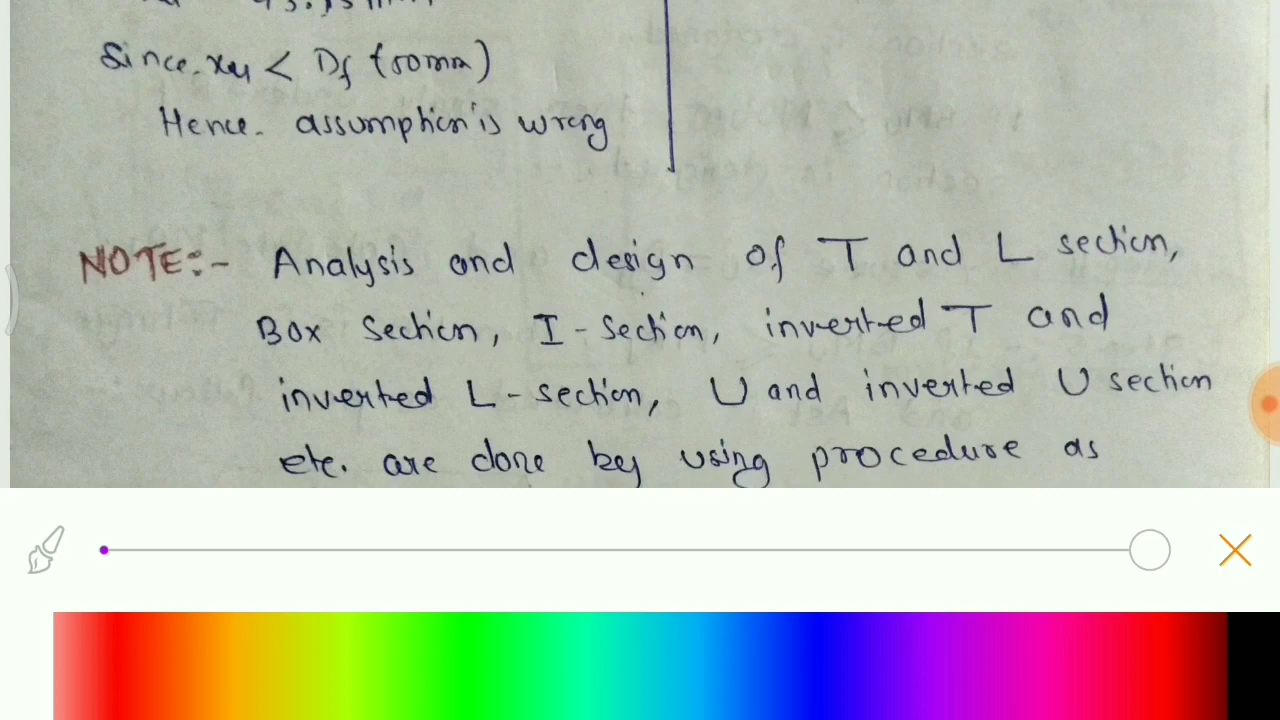 Since. xu < Df (50mm)
Hence. assumption is wrong
NOTE:- Analysis and design of T and L section,
Box section, I - section, inverted T and
inverted L - section, U and inverted U section
etc. are done by using procedure as